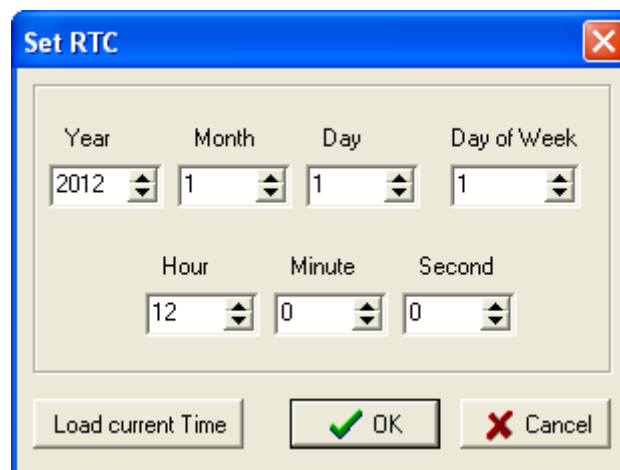 Set RTC
Year Month Day Day of Week
2012 1 1 1
Hour Minute Second
12 0 0
Load current Time OK Cancel